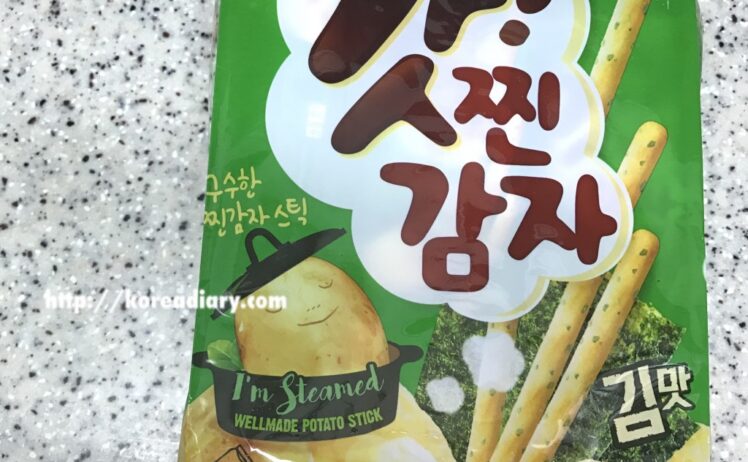 찐
감자
구수한
찐감자 스틱
http://koreadiary.com
I'm Steamed
WELLMADE POTATO STICK
김맛